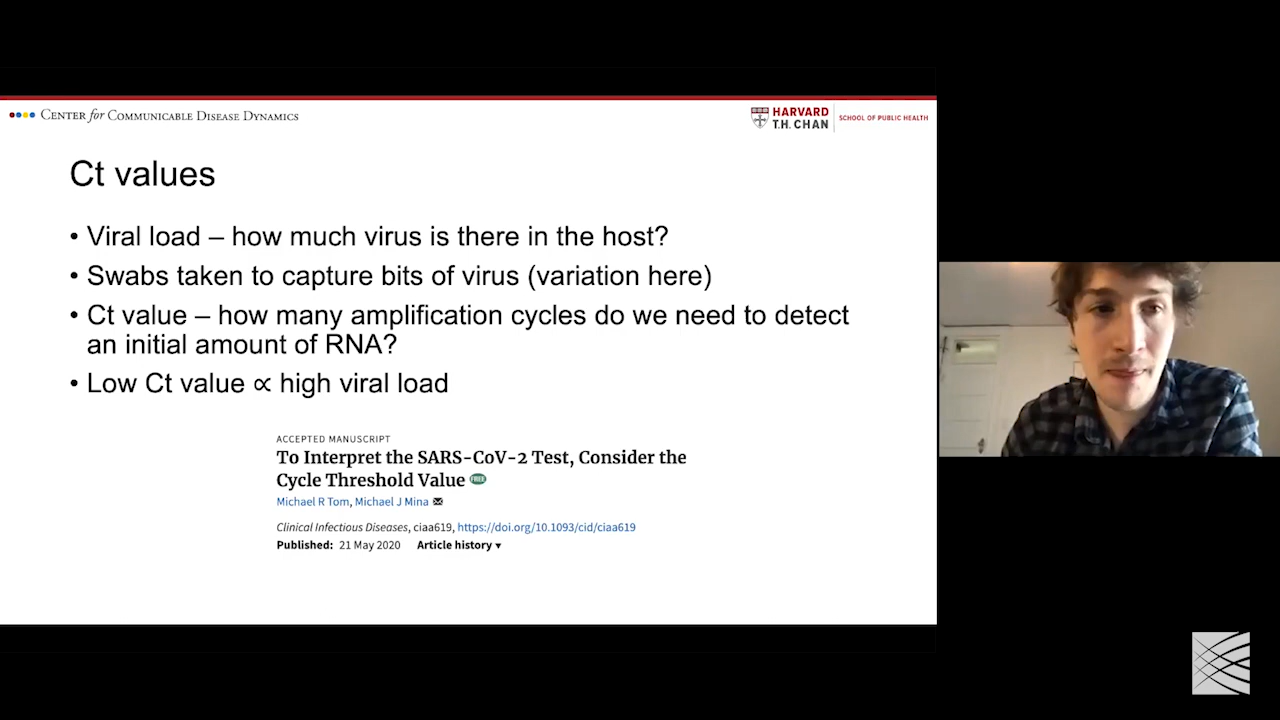 CENTER for COMMUNICABLE DISEASE DYNAMICS
HARVARD
T.H. CHAN
SCHOOL OF PUBLIC HEALTH
Ct values
• Viral load – how much virus is there in the host?
• Swabs taken to capture bits of virus (variation here)
• Ct value – how many amplification cycles do we need to detect
an initial amount of RNA?
• Low Ct value ∝ high viral load
ACCEPTED MANUSCRIPT
To Interpret the SARS-CoV-2 Test, Consider the
Cycle Threshold Value FREE
Michael R Tom, Michael J Mina
Clinical Infectious Diseases, ciaa619, https://doi.org/10.1093/cid/ciaa619
Published: 21 May 2020 Article history ▾